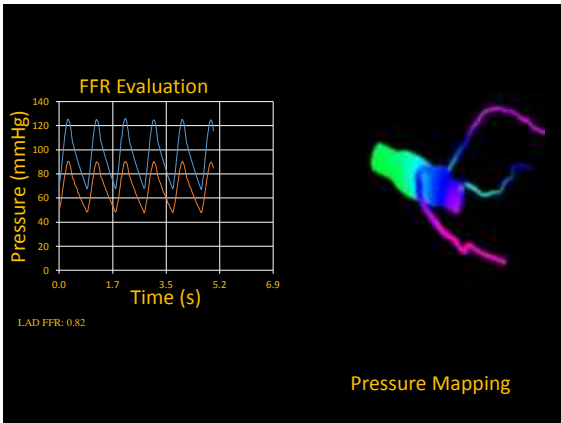 FFR Evaluation
Pressure (mmHg)
140
120
100
80
60
40
20
0
0.0 1.7 3.5 5.2 6.9
Time (s)
LAD FFR: 0.82
Pressure Mapping